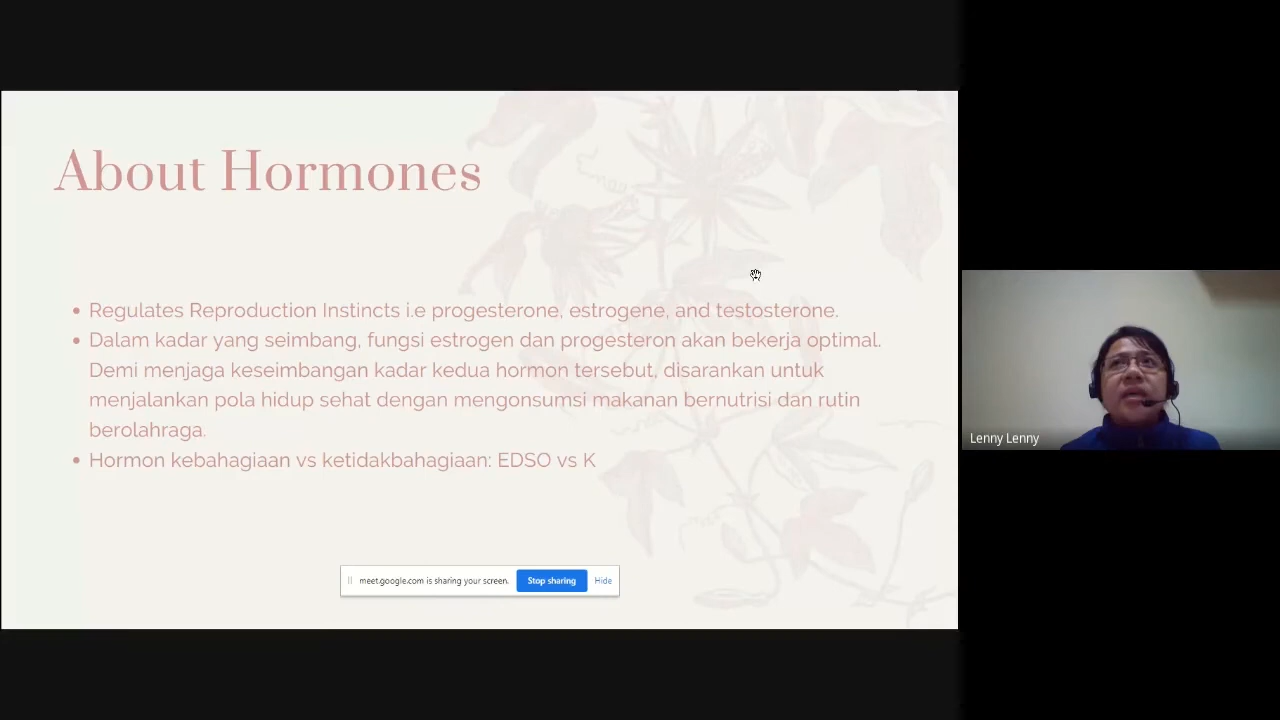 About Hormones
• Regulates Reproduction Instincts i.e progesterone, estrogene, and testosterone.
• Dalam kadar yang seimbang, fungsi estrogen dan progesteron akan bekerja optimal.
Demi menjaga keseimbangan kadar kedua hormon tersebut, disarankan untuk
menjalankan pola hidup sehat dengan mengonsumsi makanan bernutrisi dan rutin
berolahraga.
• Hormon kebahagiaan vs ketidakbahagiaan: EDSO vs K
meet.google.com is sharing your screen. Stop sharing Hide
Lenny Lenny